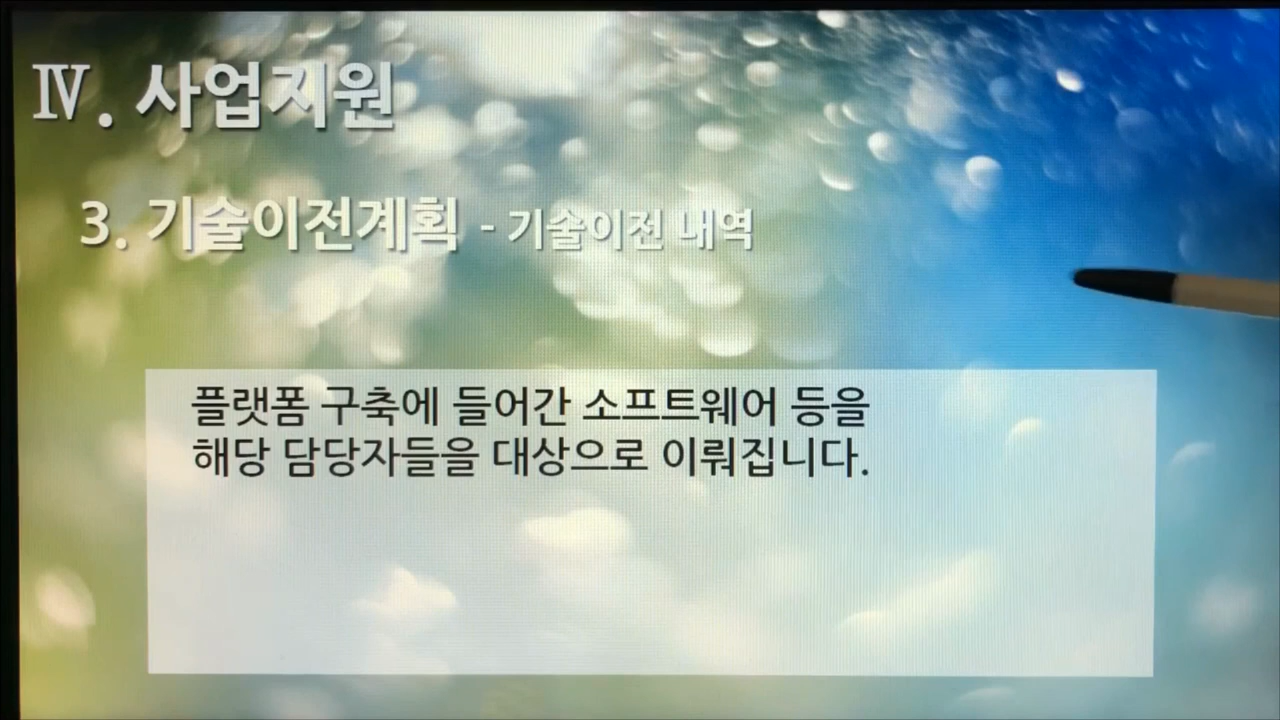 Ⅳ. 사업지원
3. 기술이전계획 - 기술이전 내역
플랫폼 구축에 들어간 소프트웨어 등을
해당 담당자들을 대상으로 이뤄집니다.